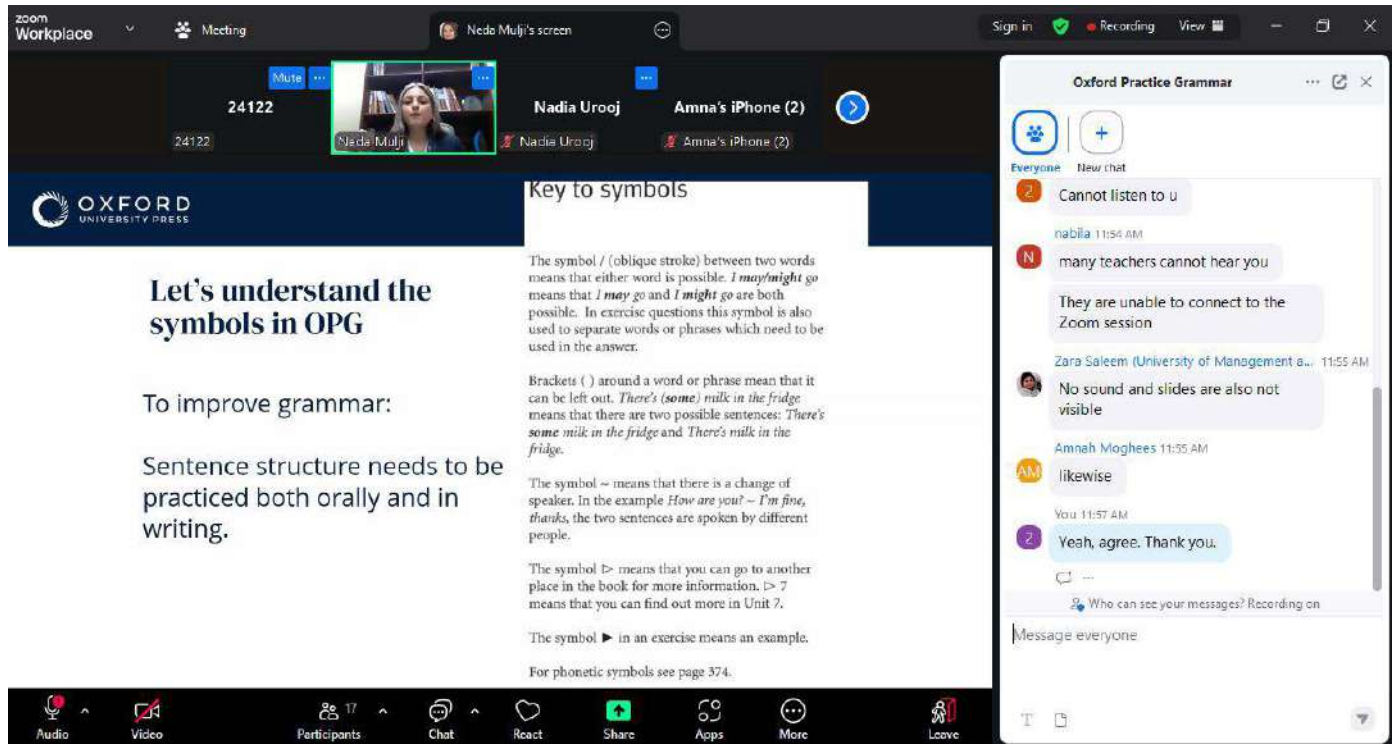 zoom
Workplace
Meeting
Neda Mulji's screen
Sign in
Recording
View
Mute
24122
24122
Neda Mulji
Nadia Urooj
Nadia Urooj
Amna's iPhone (2)
Amna's iPhone (2)
OXFORD
UNIVERSITY PRESS
Let's understand the
symbols in OPG
To improve grammar:
Sentence structure needs to be
practiced both orally and in
writing.
Key to symbols
The symbol / (oblique stroke) between two words
means that either word is possible. I may/might go
means that I may go and I might go are both
possible. In exercise questions this symbol is also
used to separate words or phrases which need to be
used in the answer.
Brackets ( ) around a word or phrase mean that it
can be left out. There's (some) milk in the fridge
means that there are two possible sentences: There's
some milk in the fridge and There's milk in the
fridge.
The symbol ~ means that there is a change of
speaker. In the example How are you? ~ I'm fine,
thanks, the two sentences are spoken by different
people.
The symbol ▷ means that you can go to another
place in the book for more information. ▷ 7
means that you can find out more in Unit 7.
The symbol ► in an exercise means an example.
For phonetic symbols see page 374.
Oxford Practice Grammar
Everyone
New chat
2
Cannot listen to u
nabila 11:54 AM
N
many teachers cannot hear you
They are unable to connect to the
Zoom session
Zara Saleem (University of Management a... 11:55 AM
No sound and slides are also not
visible
Amnah Moghees 11:55 AM
AM
likewise
You 11:57 AM
2
Yeah, agree. Thank you.
Who can see your messages? Recording on
Message everyone
Audio
Video
17
Participants
Chat
React
Share
Apps
More
Leave